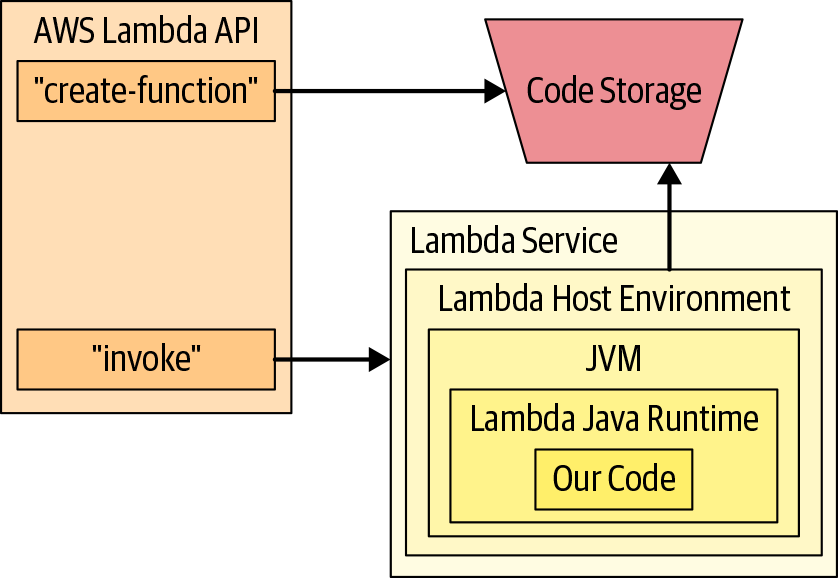 AWS Lambda API
"create-function"
"invoke"
Code Storage
Lambda Service
Lambda Host Environment
JVM
Lambda Java Runtime
Our Code